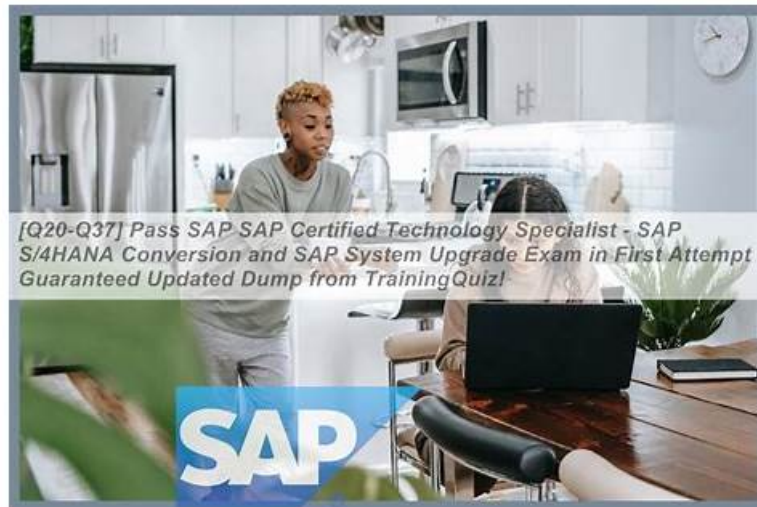 [Q20-Q37] Pass SAP SAP Certified Technology Specialist - SAP
S/4HANA Conversion and SAP System Upgrade Exam in First Attempt
Guaranteed Updated Dump from TrainingQuiz!
SAP